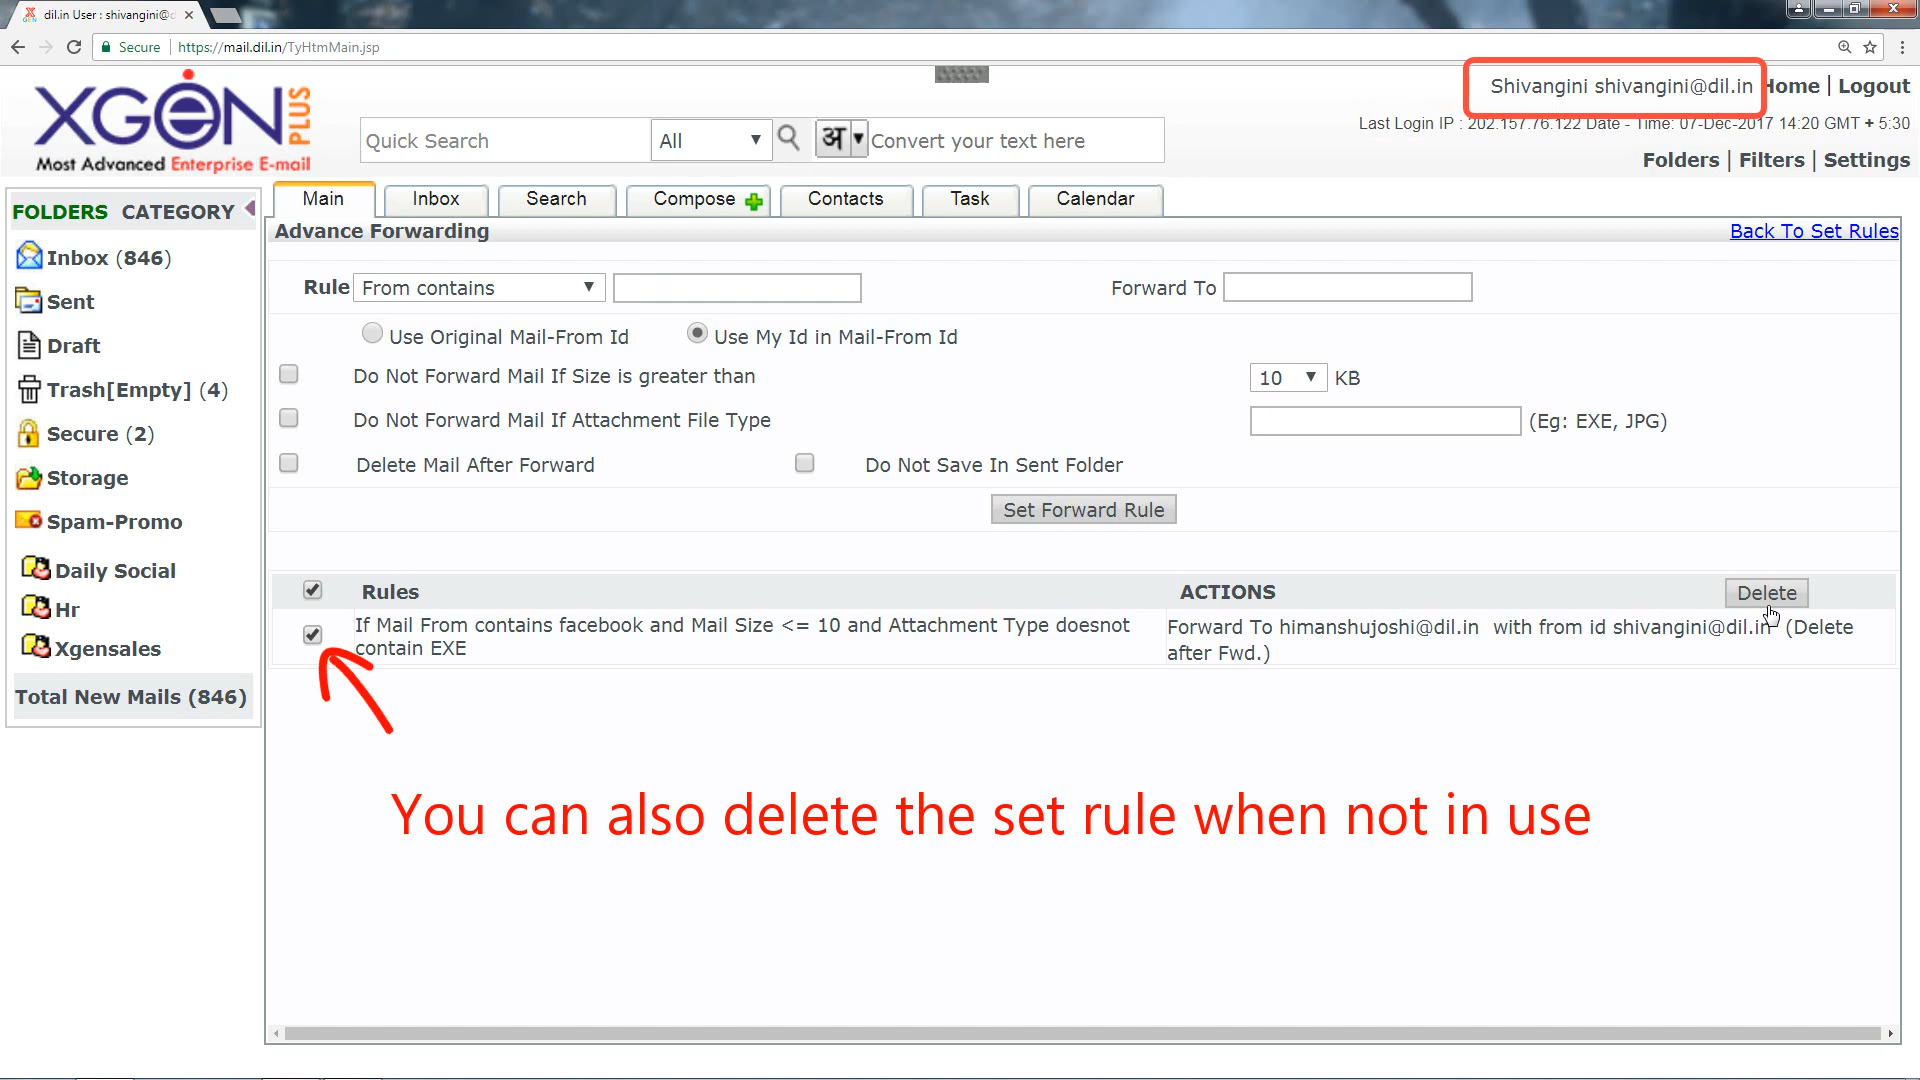 dil.in User : shivangini@d
Secure https://mail.dil.in/TyHtmMain.jsp
XGEN PLUS
Most Advanced Enterprise E-mail
Quick Search All अ Convert your text here
Shivangini shivangini@dil.in Home | Logout
Last Login IP : 202.157.76.122 Date - Time: 07-Dec-2017 14:20 GMT + 5:30
Folders | Filters | Settings
Main Inbox Search Compose Contacts Task Calendar
FOLDERS CATEGORY
Inbox (846)
Sent
Draft
Trash[Empty] (4)
Secure (2)
Storage
Spam-Promo
Daily Social
Hr
Xgensales
Total New Mails (846)
Advance Forwarding Back To Set Rules
Rule From contains Forward To
Use Original Mail-From Id Use My Id in Mail-From Id
Do Not Forward Mail If Size is greater than 10 KB
Do Not Forward Mail If Attachment File Type (Eg: EXE, JPG)
Delete Mail After Forward Do Not Save In Sent Folder
Set Forward Rule
Rules ACTIONS Delete
If Mail From contains facebook and Mail Size <= 10 and Attachment Type doesnot
contain EXE
Forward To himanshujoshi@dil.in with from id shivangini@dil.in (Delete
after Fwd.)
You can also delete the set rule when not in use